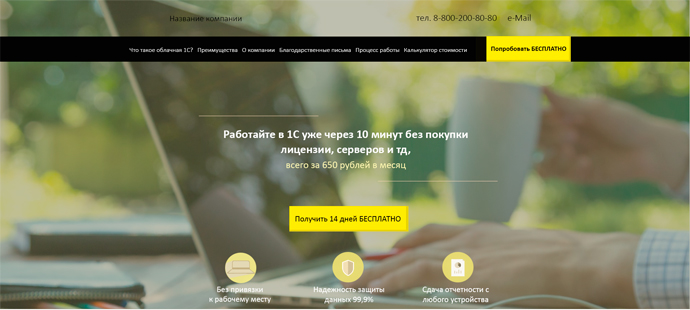 Название компании
тел. 8-800-200-80-80 e-Mail
Что такое облачная 1С? Преимущества О компании Благодарственные письма Процесс работы Калькулятор стоимости Попробовать БЕСПЛАТНО
Работайте в 1С уже через 10 минут без покупки
лицензии, серверов и тд,
всего за 650 рублей в месяц
Получить 14 дней БЕСПЛАТНО
Без привязки
к рабочему месту
Надежность защиты
данных 99,9%
Сдача отчетности с
любого устройства